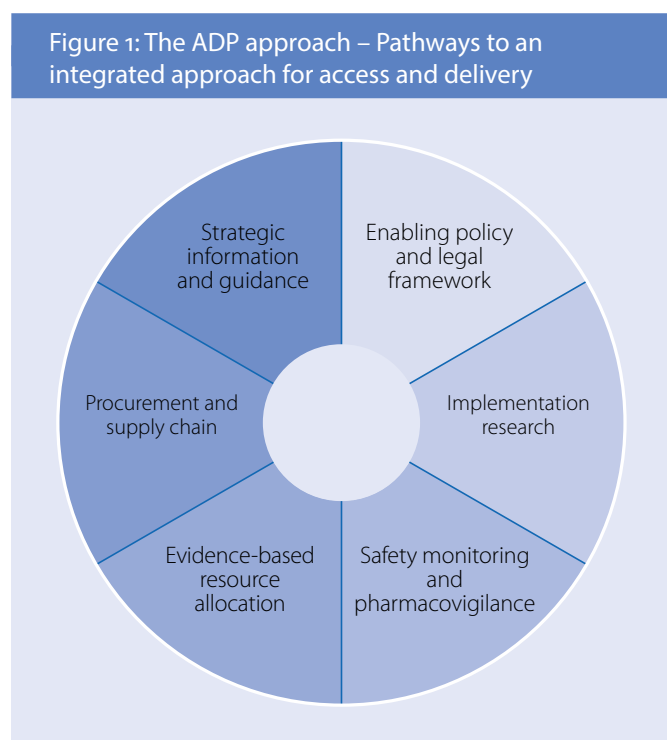 Figure 1: The ADP approach – Pathways to an
integrated approach for access and delivery
Strategic
information
and guidance
Enabling policy
and legal
framework
Procurement and
supply chain
Implementation
research
Evidence-based
resource
allocation
Safety monitoring
and
pharmacovigilance